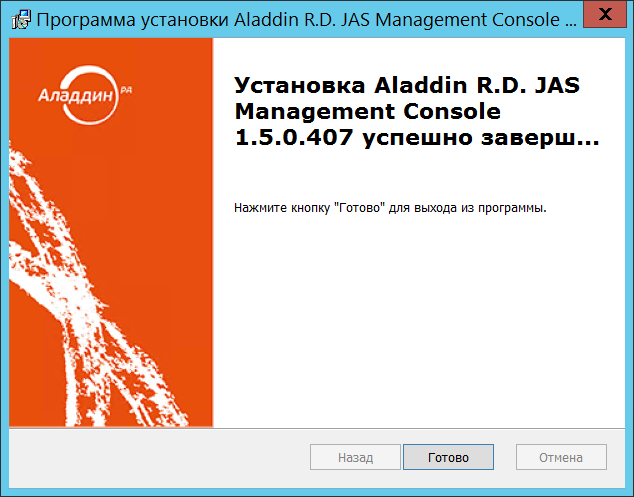 Программа установки Aladdin R.D. JAS Management Console ...
X
Аладдин РД
Установка Aladdin R.D. JAS
Management Console
1.5.0.407 успешно заверш...
Нажмите кнопку "Готово" для выхода из программы.
Назад
Готово
Отмена